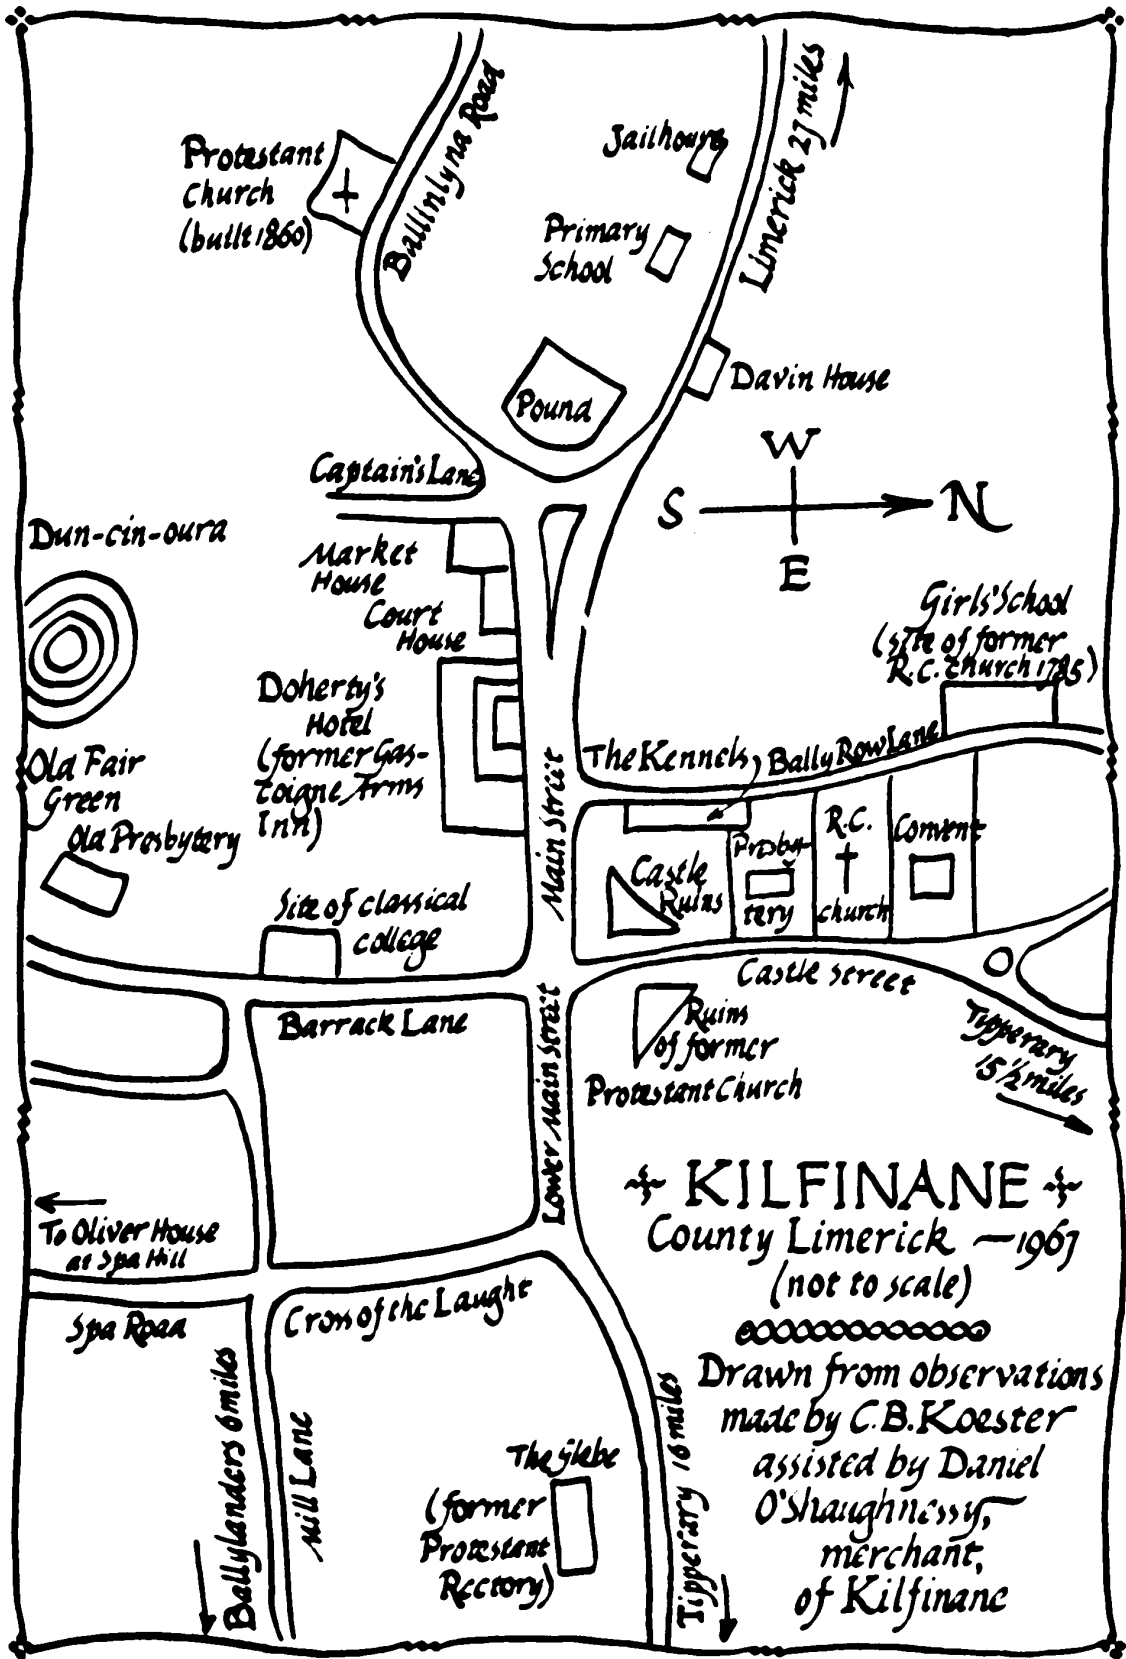 Ballinlyna Road
Limerick 27 miles
Protestant
Church
(built 1860)
Jailhouse
Primary
School
Davin House
Pound
Captain's Lane
W
S
N
E
Dun-cin-oura
Market
House
Court
House
Girls' School
(site of former
R.C. Church 1785)
Doherty's
Hotel
(former Gas-
coigne Arms
Inn)
Main Street
The Kennels
Bally Row Lane
Old Fair
Green
Old Presbytery
Castle
Ruins
Presby-
tery
R.C.
church
Convent
Site of classical
college
Castle Street
Barrack Lane
Lower Main Street
Ruins
of former
Protestant Church
Tipperary
15 1/2 miles
To Oliver House
at Spa Hill
KILFINANE
County Limerick — 1967
(not to scale)
Cross of the Laught
Spa Road
Ballylanders 6 miles
Mill Lane
The Glebe
(former
Protestant
Rectory)
Tipperary 16 miles
Drawn from observations
made by C.B. Koester
assisted by Daniel
O'Shaughnessy,
merchant,
of Kilfinane